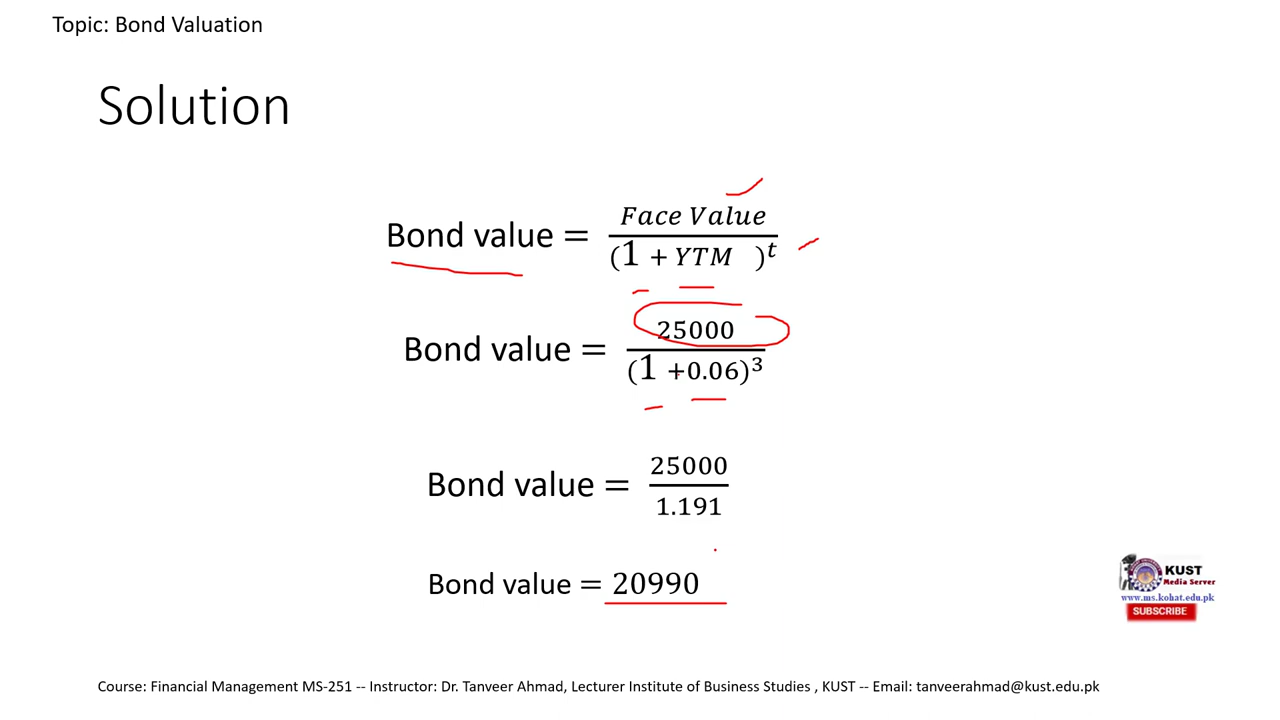 Topic: Bond Valuation
Solution
Bond value = Face Value / (1 + YTM )^t
Bond value = 25000 / (1 +0.06)^3
Bond value = 25000 / 1.191
Bond value = 20990
KUST
Media Server
www.ms.kohat.edu.pk
SUBSCRIBE
Course: Financial Management MS-251 -- Instructor: Dr. Tanveer Ahmad, Lecturer Institute of Business Studies , KUST -- Email: tanveerahmad@kust.edu.pk